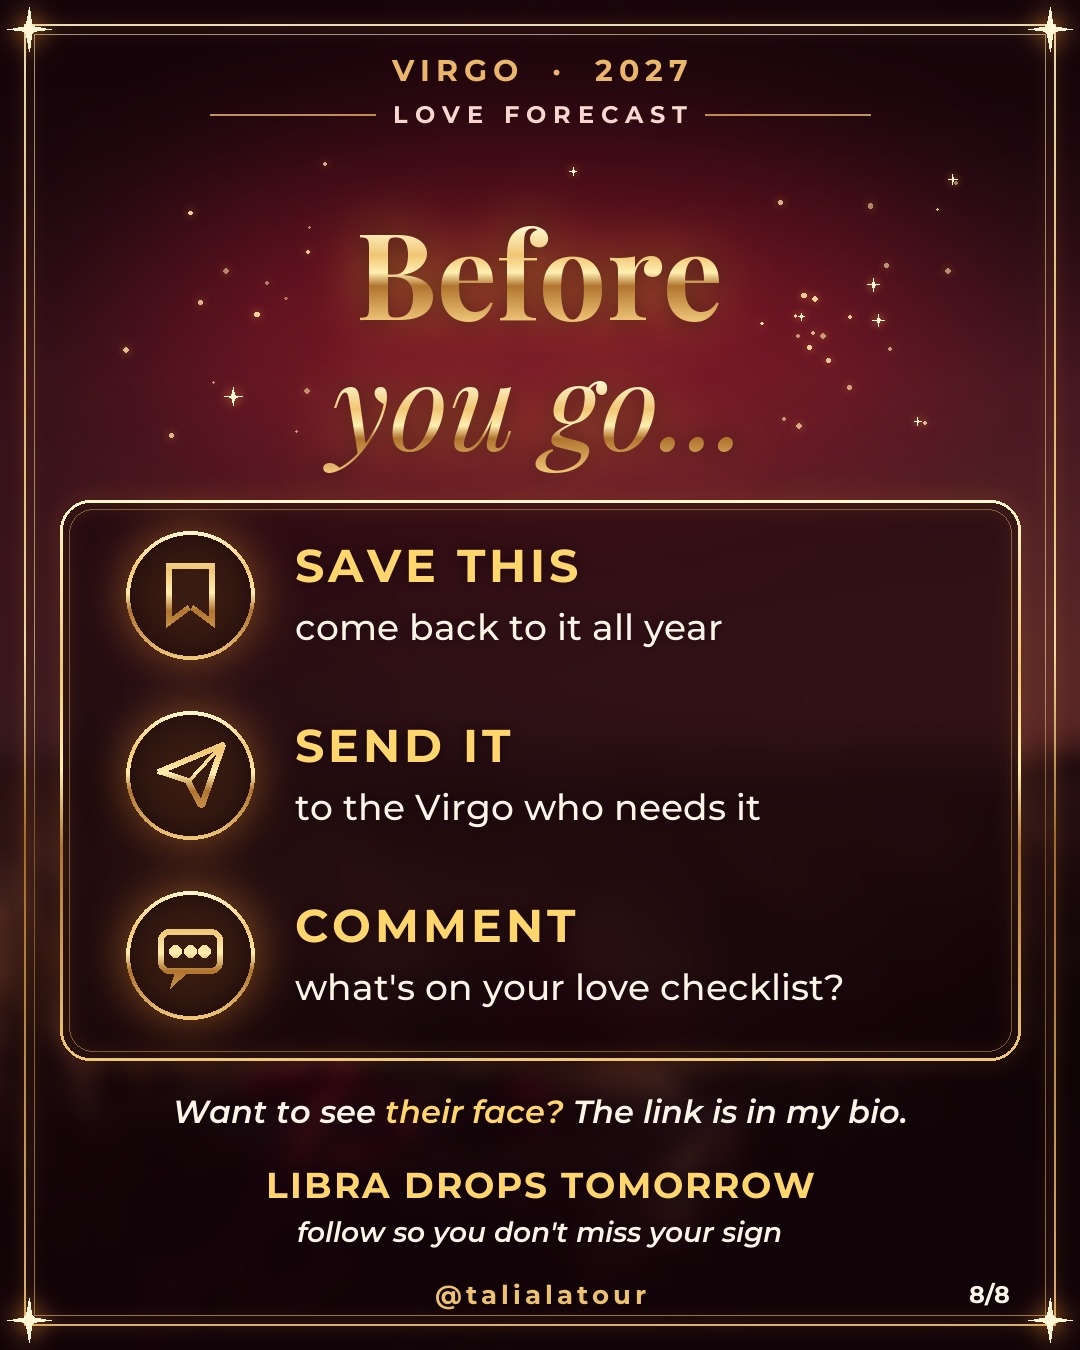 VIRGO · 2027
LOVE FORECAST
Before
you go...
SAVE THIS
come back to it all year
SEND IT
to the Virgo who needs it
COMMENT
what's on your love checklist?
Want to see their face? The link is in my bio.
LIBRA DROPS TOMORROW
follow so you don't miss your sign
@talialatour
8/8